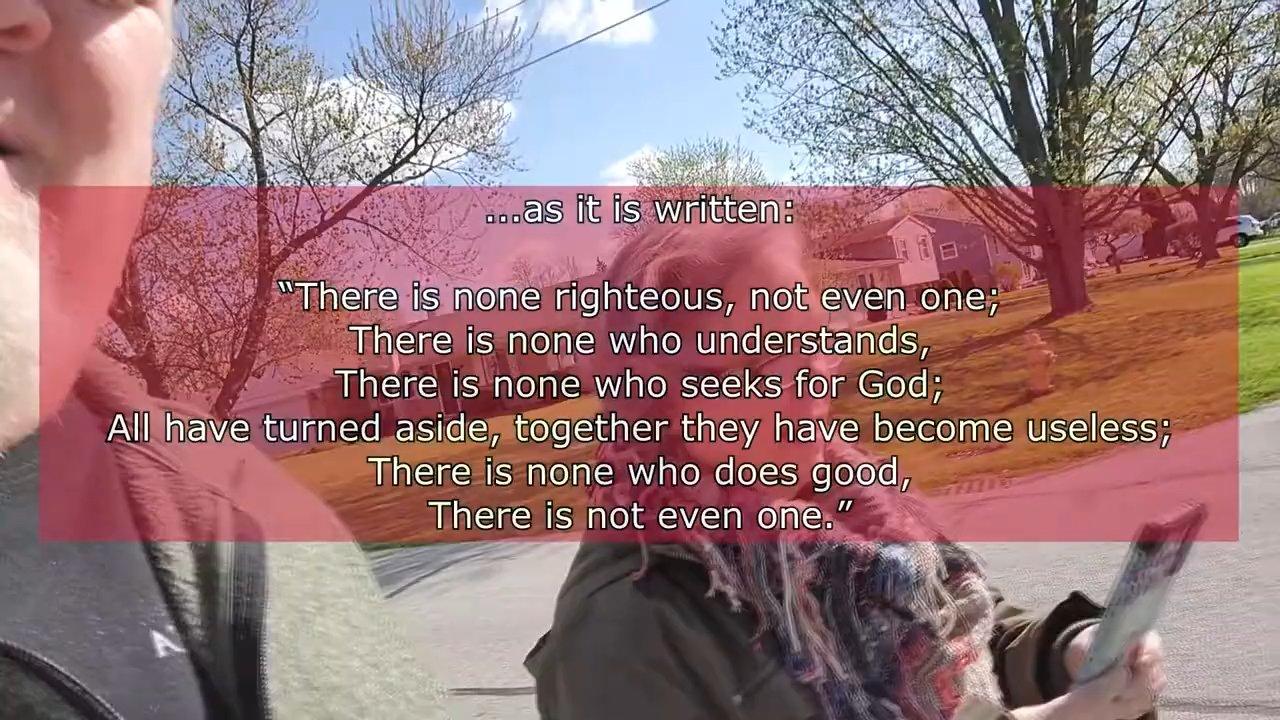 ...as it is written:
“There is none righteous, not even one;
There is none who understands,
There is none who seeks for God;
All have turned aside, together they have become useless;
There is none who does good,
There is not even one.”